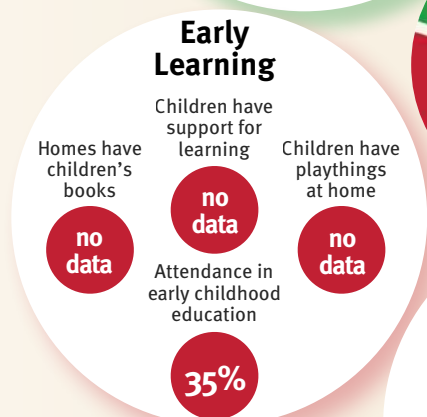 Early
Learning
Children have
support for
learning
no
data
Homes have
children’s
books
no
data
Children have
playthings
at home
no
data
Attendance in
early childhood
education
35%